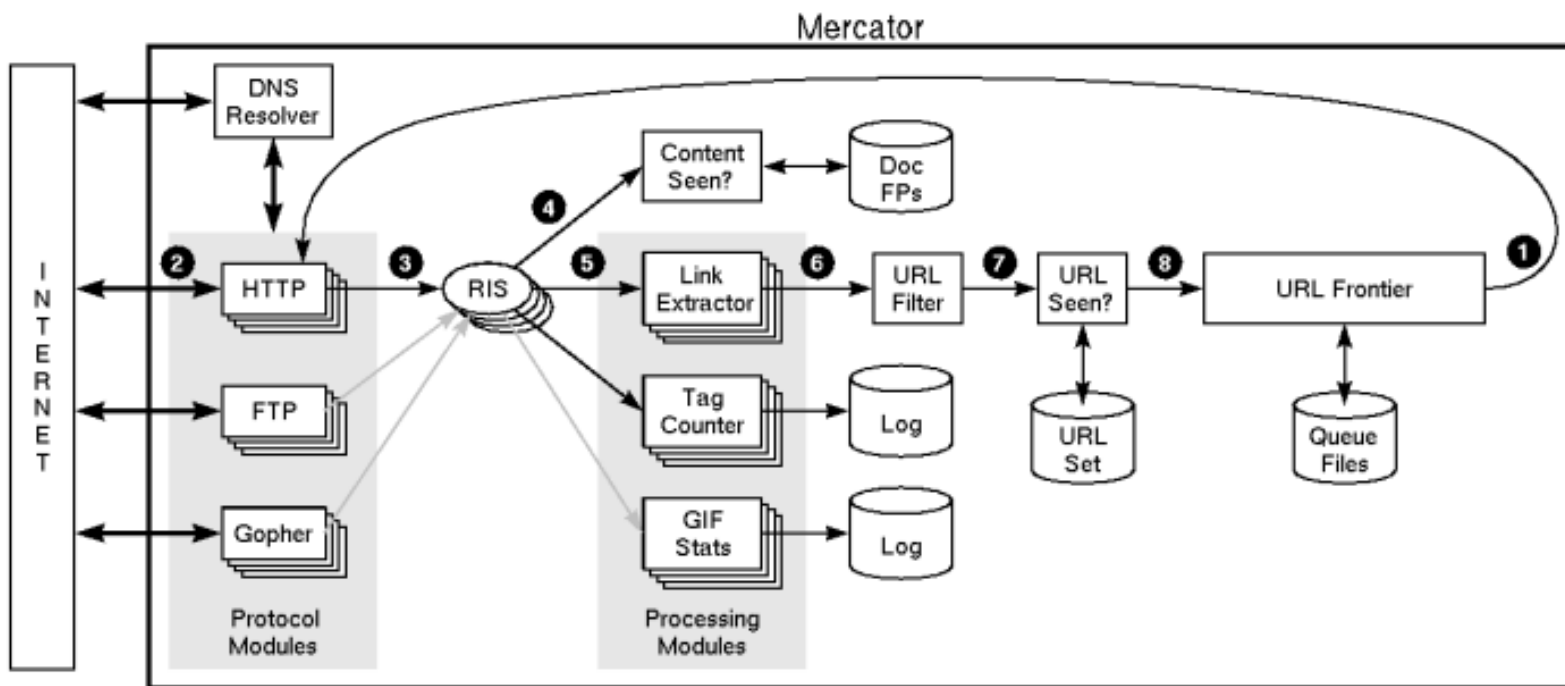 Mercator
INTERNET
DNS
Resolver
Content
Seen?
Doc
FPs
4
1
2
HTTP
3
RIS
5
Link
Extractor
6
URL
Filter
7
URL
Seen?
8
URL Frontier
FTP
Tag
Counter
Log
URL
Set
Queue
Files
Gopher
GIF
Stats
Log
Protocol
Modules
Processing
Modules